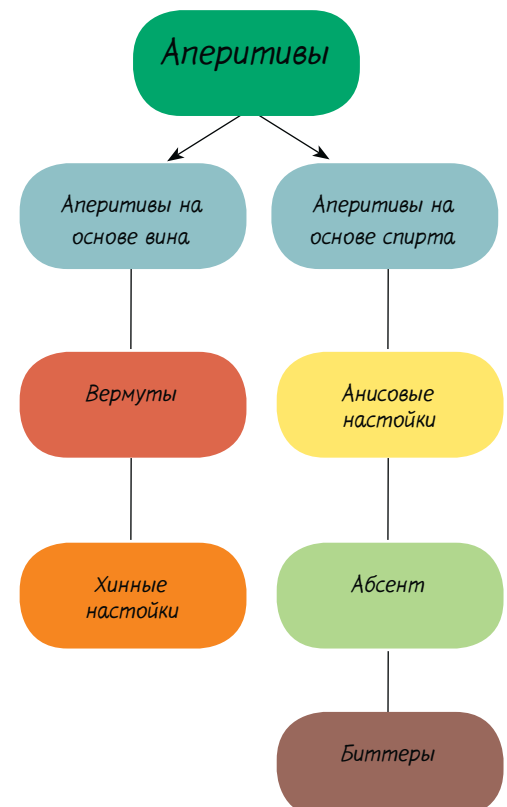 Аперитивы
Аперитивы на
основе вина
Аперитивы на
основе спирта
Вермуты
Анисовые
настойки
Хинные
настойки
Абсент
Биттеры